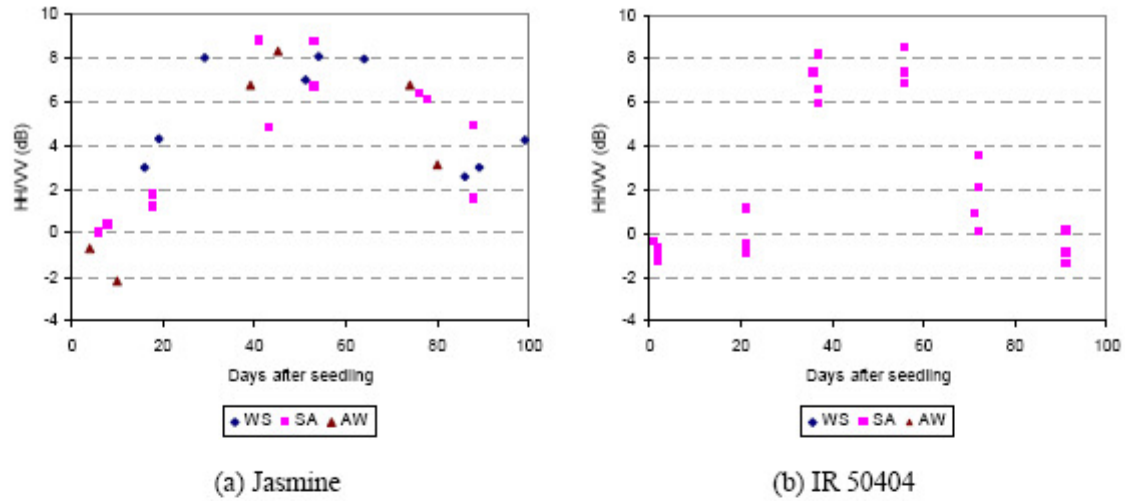 10
8
6
4
2
0
-2
-4
HH/VV (dB)
0 20 40 60 80 100
Days after seedling
WS SA AW
(a) Jasmine
10
8
6
4
2
0
-2
-4
HH/VV (dB)
0 20 40 60 80 100
Days after seedling
WS SA AW
(b) IR 50404